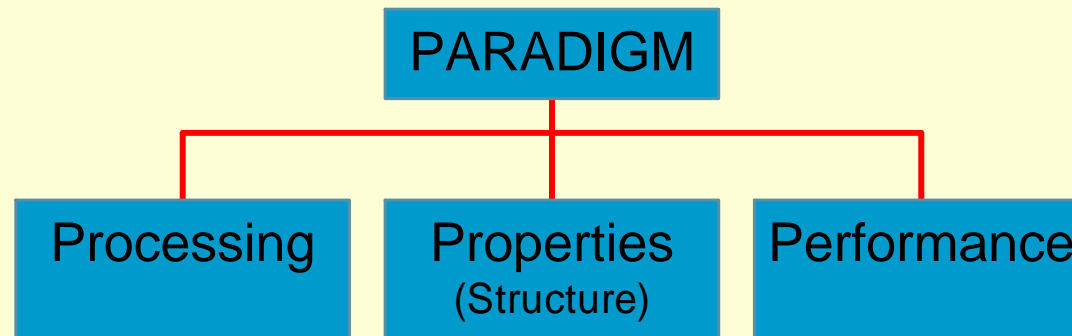 PARADIGM
Processing
Properties
(Structure)
Performance